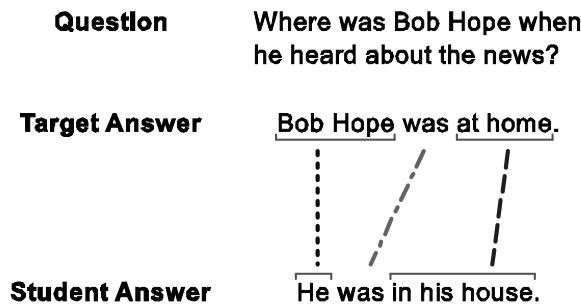 Question Where was Bob Hope when
he heard about the news?
Target Answer Bob Hope was at home.
Student Answer He was in his house.